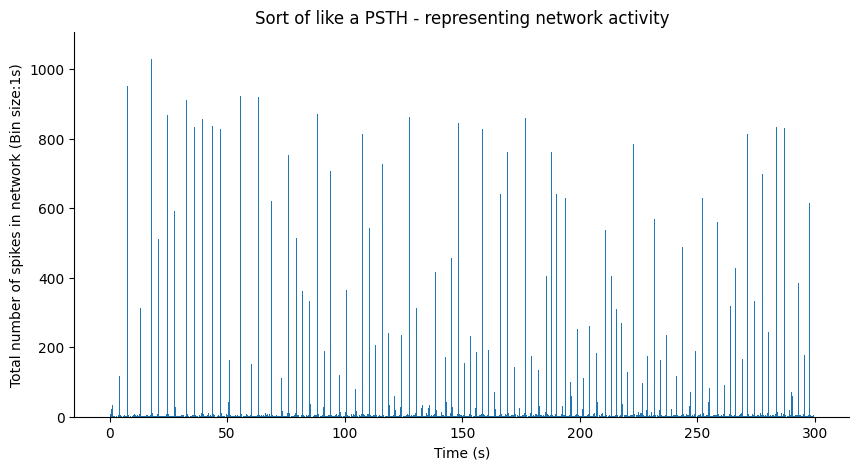 Sort of like a PSTH - representing network activity
Total number of spikes in network (Bin size:1s)
1000
800
600
400
200
0
0 50 100 150 200 250 300
Time (s)